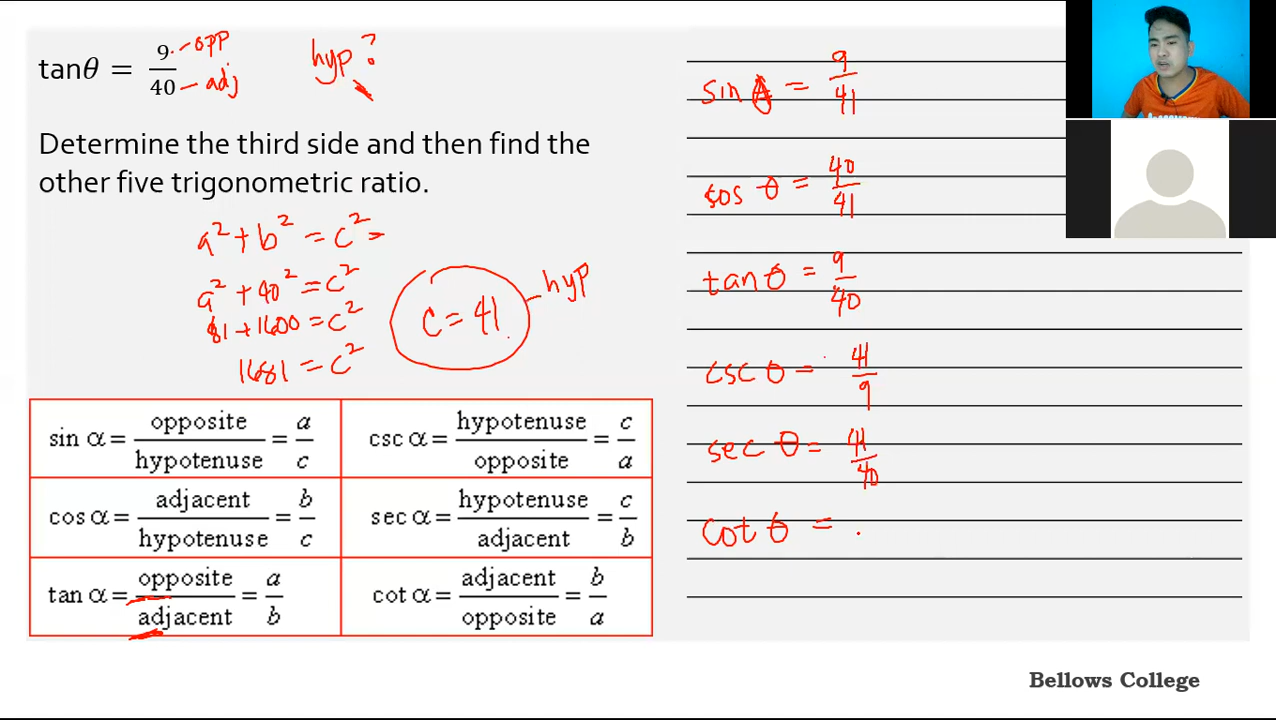 tanθ = 9/40 - opp - adj hyp ?
Determine the third side and then find the
other five trigonometric ratio.
a² + b² = c² =
a² + 40² = c²
81 + 1600 = c²
1681 = c²
c = 41 - hyp
sin α = opposite/hypotenuse = a/c
csc α = hypotenuse/opposite = c/a
cos α = adjacent/hypotenuse = b/c
sec α = hypotenuse/adjacent = c/b
tan α = opposite/adjacent = a/b
cot α = adjacent/opposite = b/a
sin θ = 9/41
cos θ = 40/41
tan θ = 9/40
csc θ = 41/9
sec θ = 41/40
cot θ =
Bellows College